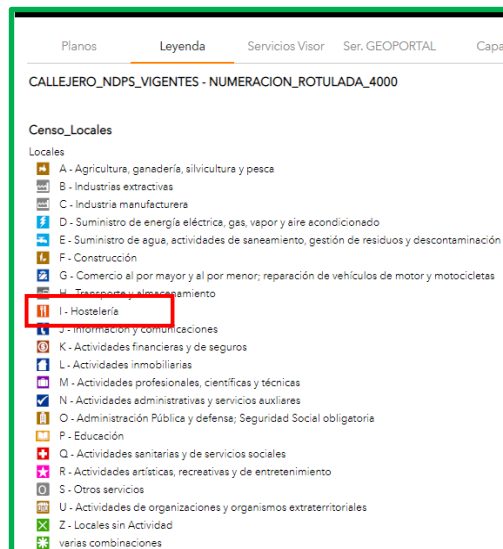 Planos Leyenda Servicios Visor Ser. GEOPORTAL Capa
CALLEJERO_NDPS_VIGENTES - NUMERACION_ROTULADA_4000
Censo_Locales
Locales
A - Agricultura, ganadería, silvicultura y pesca
B - Industrias extractivas
C - Industria manufacturera
D - Suministro de energía eléctrica, gas, vapor y aire acondicionado
E - Suministro de agua, actividades de saneamiento, gestión de residuos y descontaminación
F - Construcción
G - Comercio al por mayor y al por menor; reparación de vehículos de motor y motocicletas
H - Transporte y almacenamiento
I - Hostelería
J - Información y comunicaciones
K - Actividades financieras y de seguros
L - Actividades inmobiliarias
M - Actividades profesionales, científicas y técnicas
N - Actividades administrativas y servicios auxliares
O - Administración Pública y defensa; Seguridad Social obligatoria
P - Educación
Q - Actividades sanitarias y de servicios sociales
R - Actividades artísticas, recreativas y de entretenimiento
S - Otros servicios
U - Actividades de organizaciones y organismos extraterritoriales
Z - Locales sin Actividad
varias combinaciones